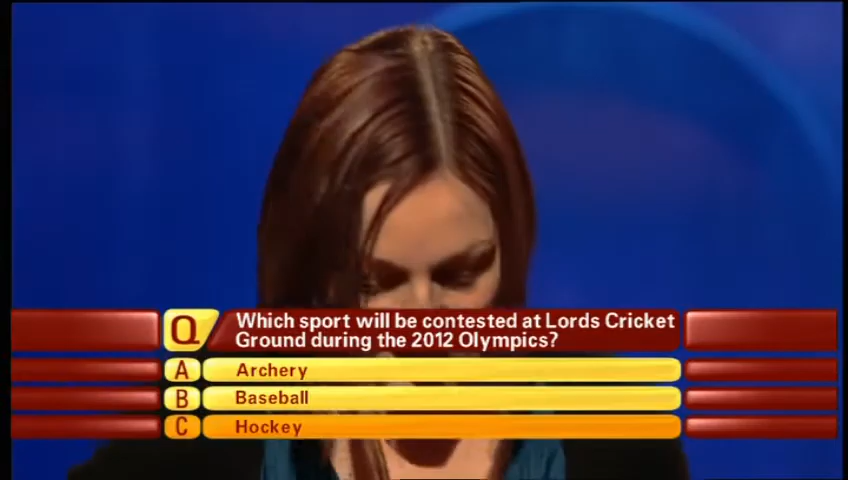 Q Which sport will be contested at Lords Cricket
Ground during the 2012 Olympics?
A Archery
B Baseball
C Hockey